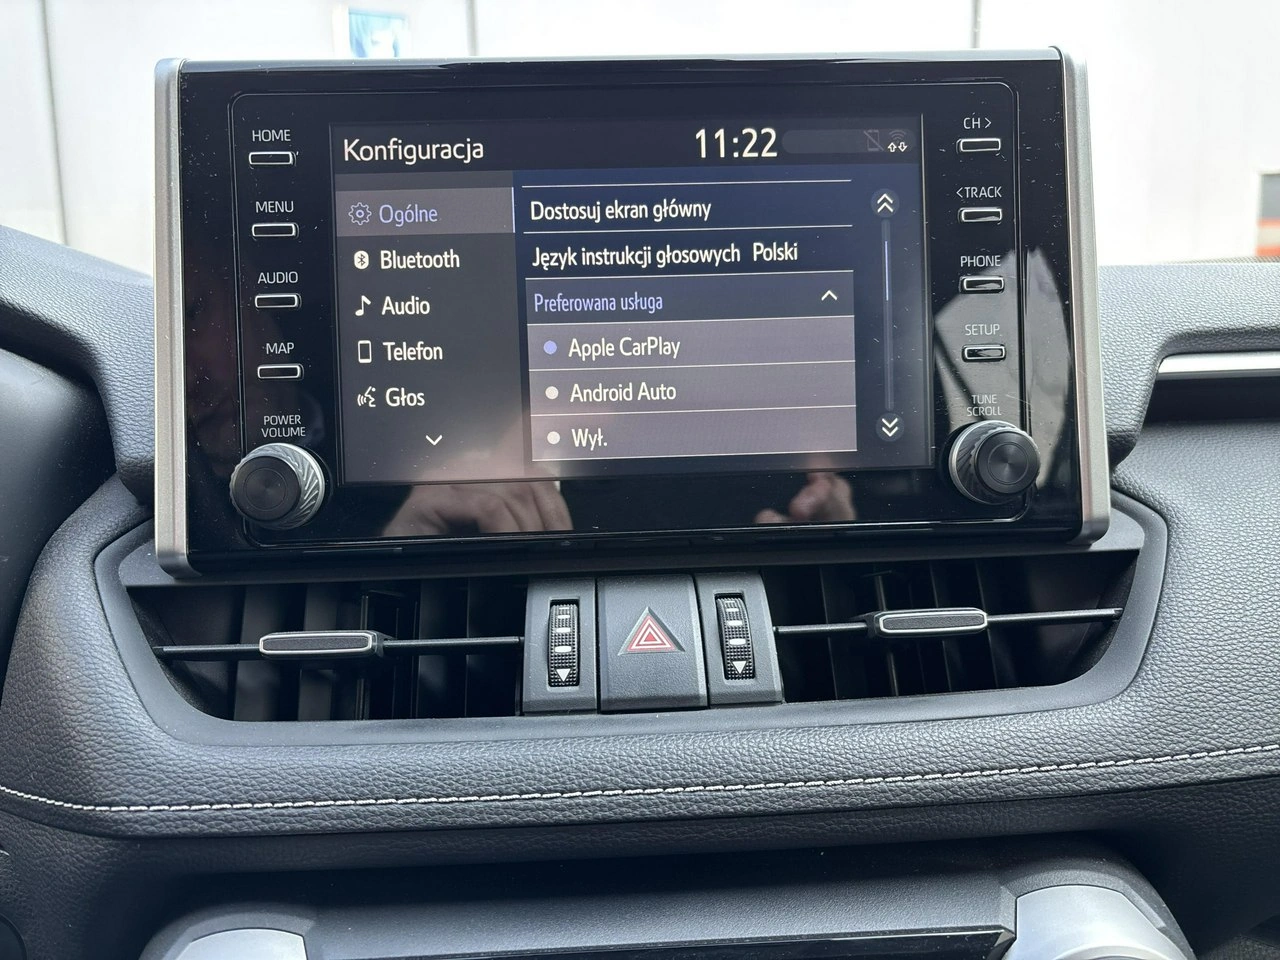 HOME
MENU
AUDIO
MAP
POWER
VOLUME
Konfiguracja
11:22
Ogólne
Bluetooth
Audio
Telefon
Głos
Dostosuj ekran główny
Język instrukcji głosowych Polski
Preferowana usługa
Apple CarPlay
Android Auto
Wył.
CH >
< TRACK
PHONE
SETUP
TUNE
SCROLL